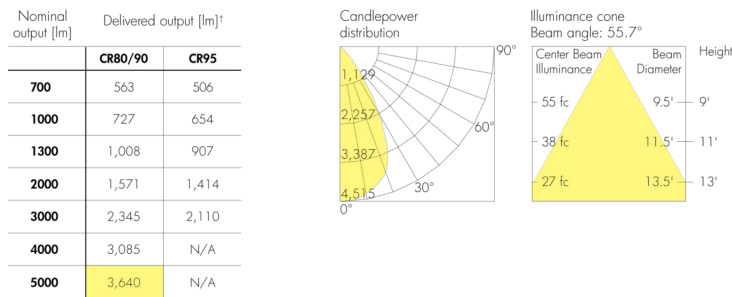 Nominal output [lm]
Delivered output [lm]†
CR80/90 CR95
700 563 506
1000 727 654
1300 1,008 907
2000 1,571 1,414
3000 2,345 2,110
4000 3,085 N/A
5000 3,640 N/A
Candlepower
distribution
90°
1,129
2,257
60°
3,387
30°
4,515
0°
Illuminance cone
Beam angle: 55.7°
Center Beam Illuminance
Beam Diameter
Height
55 fc 9.5' 9'
38 fc 11.5' 11'
27 fc 13.5' 13'